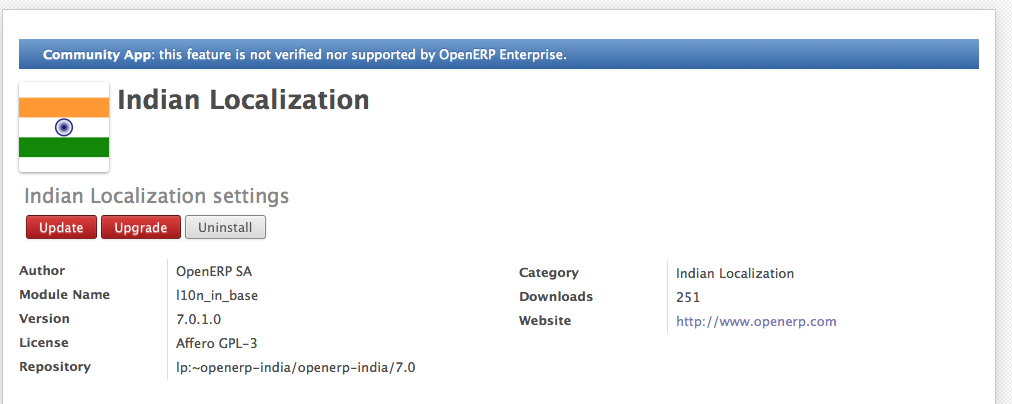 Community App: this feature is not verified nor supported by OpenERP Enterprise.
Indian Localization
Indian Localization settings
Update Upgrade Uninstall
Author OpenERP SA
Module Name l10n_in_base
Version 7.0.1.0
License Affero GPL-3
Repository lp:~openerp-india/openerp-india/7.0
Category Indian Localization
Downloads 251
Website http://www.openerp.com